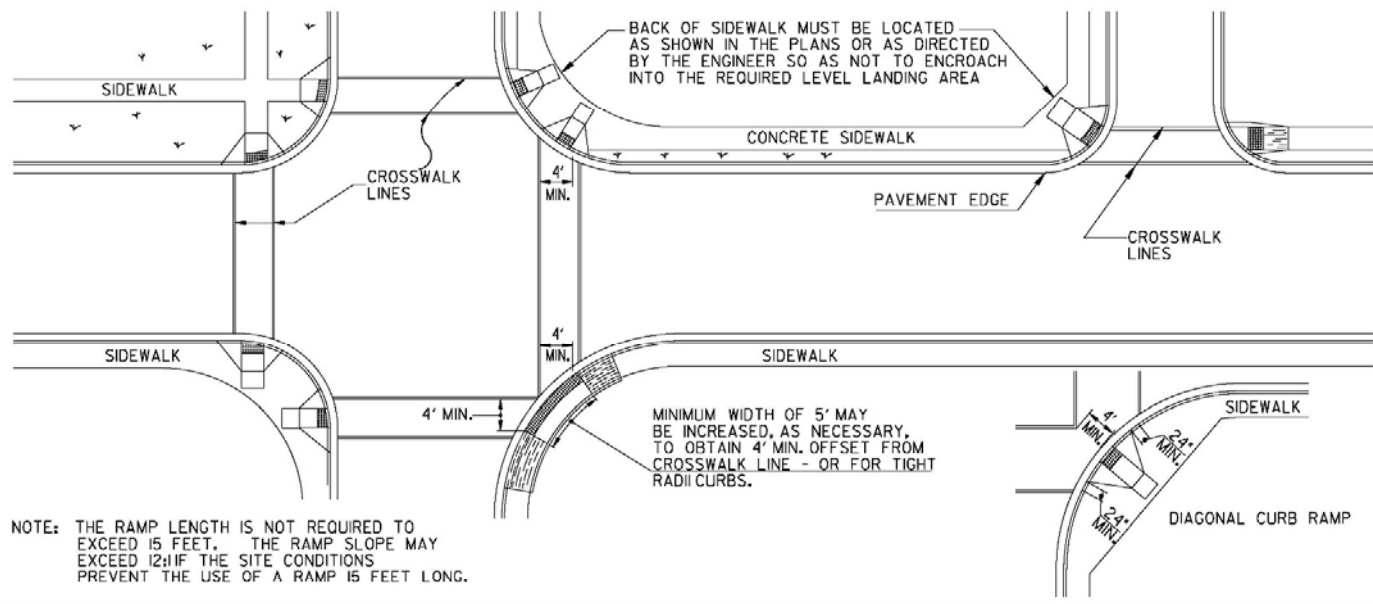 BACK OF SIDEWALK MUST BE LOCATED
AS SHOWN IN THE PLANS OR AS DIRECTED
BY THE ENGINEER SO AS NOT TO ENCROACH
INTO THE REQUIRED LEVEL LANDING AREA
SIDEWALK
CONCRETE SIDEWALK
CROSSWALK
LINES
4'
MIN.
PAVEMENT EDGE
CROSSWALK
LINES
SIDEWALK
4'
MIN.
SIDEWALK
4' MIN.
MINIMUM WIDTH OF 5' MAY
BE INCREASED, AS NECESSARY,
TO OBTAIN 4' MIN. OFFSET FROM
CROSSWALK LINE - OR FOR TIGHT
RADII CURBS.
SIDEWALK
4'
MIN.
24"
MIN.
24"
MIN.
DIAGONAL CURB RAMP
NOTE: THE RAMP LENGTH IS NOT REQUIRED TO
EXCEED 15 FEET. THE RAMP SLOPE MAY
EXCEED 12:1 IF THE SITE CONDITIONS
PREVENT THE USE OF A RAMP 15 FEET LONG.